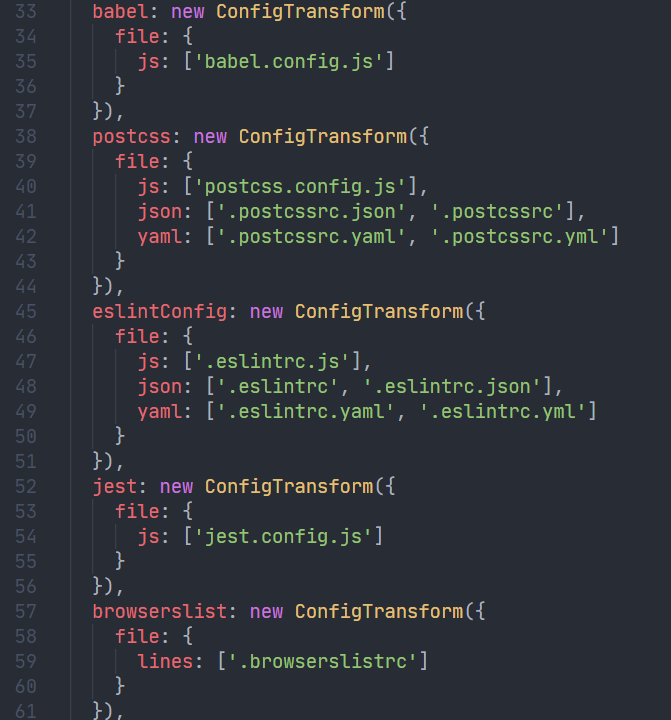 33 babel: new ConfigTransform({
34 file: {
35 js: ['babel.config.js']
36 }
37 }),
38 postcss: new ConfigTransform({
39 file: {
40 js: ['postcss.config.js'],
41 json: ['.postcssrc.json', '.postcssrc'],
42 yaml: ['.postcssrc.yaml', '.postcssrc.yml']
43 }
44 }),
45 eslintConfig: new ConfigTransform({
46 file: {
47 js: ['.eslintrc.js'],
48 json: ['.eslintrc', '.eslintrc.json'],
49 yaml: ['.eslintrc.yaml', '.eslintrc.yml']
50 }
51 }),
52 jest: new ConfigTransform({
53 file: {
54 js: ['jest.config.js']
55 }
56 }),
57 browserslist: new ConfigTransform({
58 file: {
59 lines: ['.browserslistrc']
60 }
61 }),